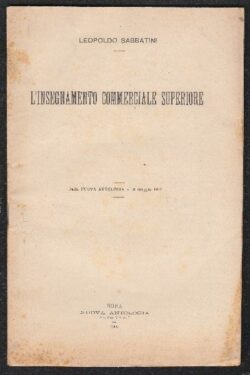 LEOPOLDO SABBATINI
L'INSEGNAMENTO COMMERCIALE SUPERIORE
Dalla NUOVA ANTOLOGIA
ROMA
NUOVA ANTOLOGIA